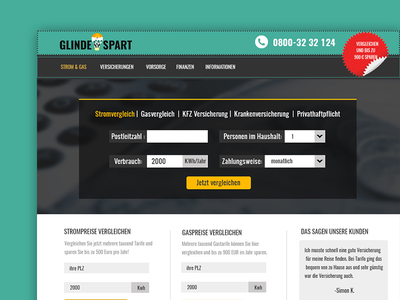 GLINDE SPART
0800-32 32 124
VERGLEICHEN
UND BIS ZU
900 € SPAREN
STROM & GAS VERSICHERUNGEN VORSORGE FINANZEN INFORMATIONEN
Stromvergleich | Gasvergleich | KFZ Versicherung | Krankenversicherung | Privathaftpflicht
Postleitzahl : Personen im Haushalt: 1
Verbrauch: 2000 KWh/Jahr Zahlungsweise: monatlich
Jetzt vergleichen
STROMPREISE VERGLEICHEN
Vergleichen Sie jetzt mehrere tausend Tarife und
sparen Sie bis zu 500 Euro pro Jahr!
ihre PLZ
2000 Kwh
GASPREISE VERGLEICHEN
Mehrere tausend Gastarife können Sie hier
vergleichen und bis zu 900 EUR im Jahr sparen.
ihre PLZ
2000 Kwh
DAS SAGEN UNSERE KUNDEN
Ich musste schnell eine gute Versicherung
für meine Reise finden. Bei Tarifig ging das
bequem von zu Hause aus und sehr günstig
war die Versicherung auch.
-Simon K.